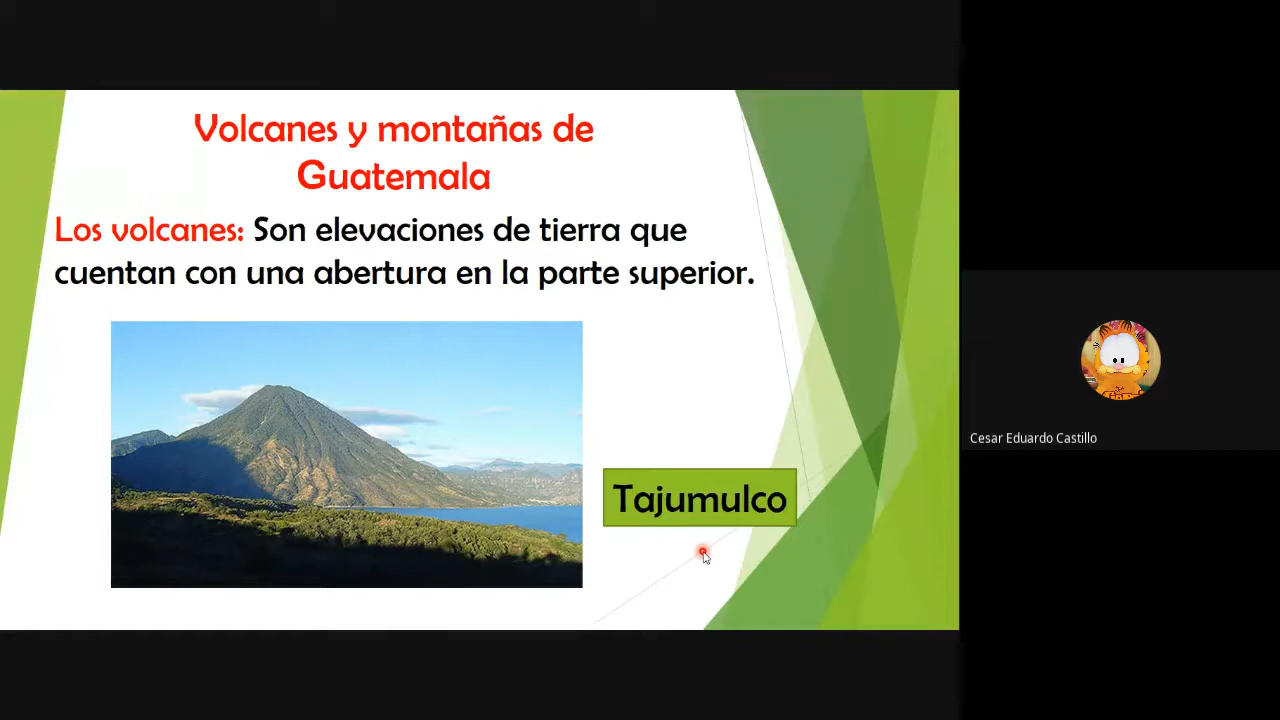 Volcanes y montañas de
Guatemala
Los volcanes: Son elevaciones de tierra que
cuentan con una abertura en la parte superior.
Tajumulco
Cesar Eduardo Castillo